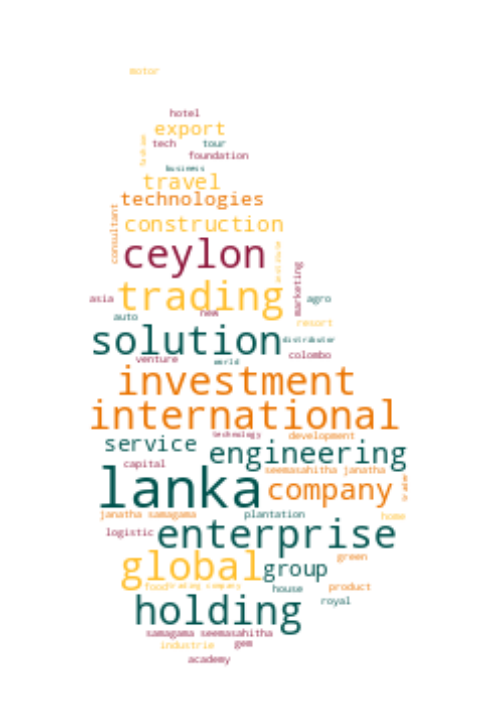 motor
hotel
export
tech tour
foundation
business
travel
technologies
consultant
construction
ceylon
marketing
asia trading agro
new
auto resort
solution distributor
venture world colombo
investment
international
technology development
service engineering
capital seemasahitha janatha
lanka company
janatha samagama plantation home
logistic enterprise
global group green
food trading company house product
holding royal
samagama seemasahitha
industrie gem
academy